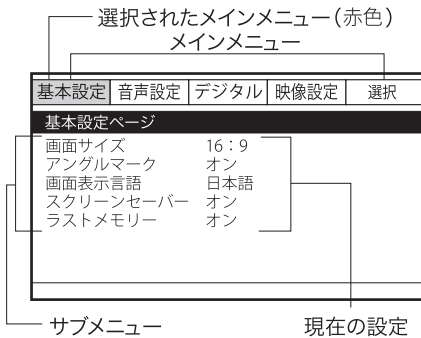 選択されたメインメニュー(赤色)
メインメニュー
基本設定 音声設定 デジタル 映像設定 選択
基本設定ページ
画面サイズ 16:9
アングルマーク オン
画面表示言語 日本語
スクリーンセーバー オン
ラストメモリー オン
サブメニュー 現在の設定